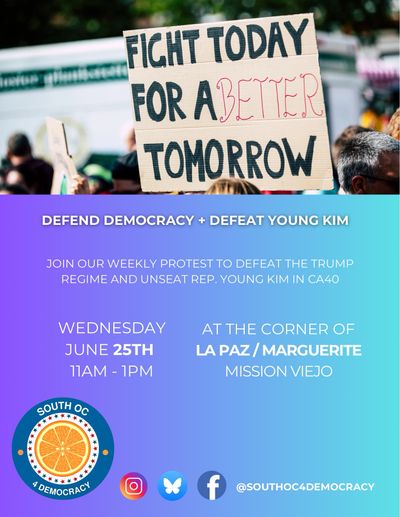 FIGHT TODAY
FOR A BETTER
TOMORROW
DEFEND DEMOCRACY + DEFEAT YOUNG KIM
JOIN OUR WEEKLY PROTEST TO DEFEAT THE TRUMP
REGIME AND UNSEAT REP. YOUNG KIM IN CA40
WEDNESDAY
JUNE 25TH
11AM - 1PM
AT THE CORNER OF
LA PAZ / MARGUERITE
MISSION VIEJO
SOUTH OC
4 DEMOCRACY
@SOUTHOC4DEMOCRACY